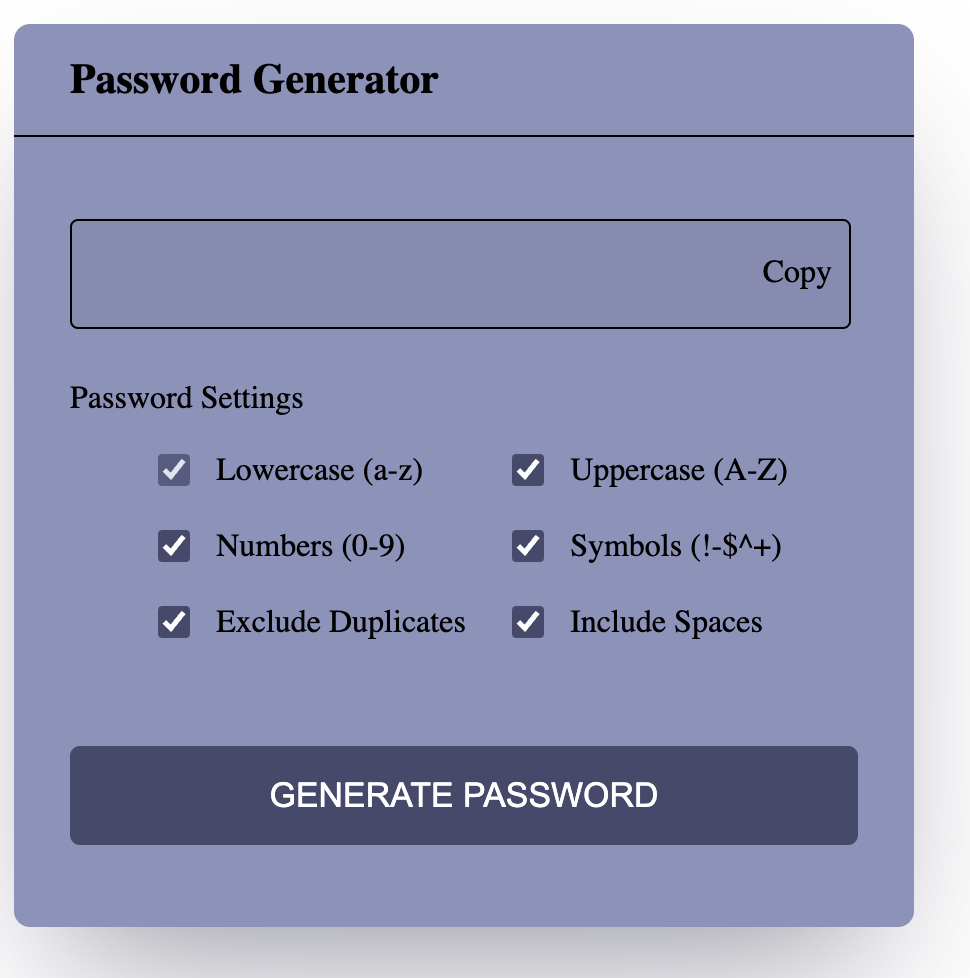 Password Generator
Copy
Password Settings
Lowercase (a-z) Uppercase (A-Z)
Numbers (0-9) Symbols (!-$^+)
Exclude Duplicates Include Spaces
GENERATE PASSWORD